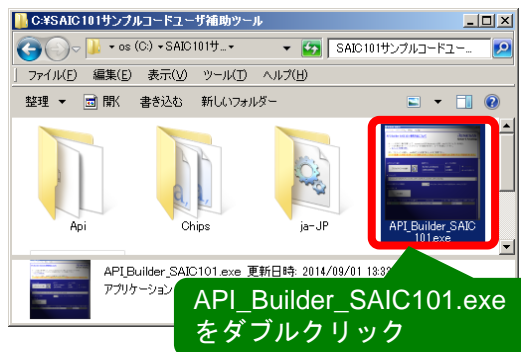 C:¥SAIC101サンプルコードユーザ補助ツール
os (C:) SAIC101サ...
SAIC101サンプルコードユー...
ファイル(F) 編集(E) 表示(V) ツール(T) ヘルプ(H)
整理 開く 書き込む 新しいフォルダー
Api
Chips
ja-JP
API_Builder_SAIC
101.exe
API_Builder_SAIC101.exe 更新日時: 2014/09/01
アプリケーション
API_Builder_SAIC101.exe
をダブルクリック